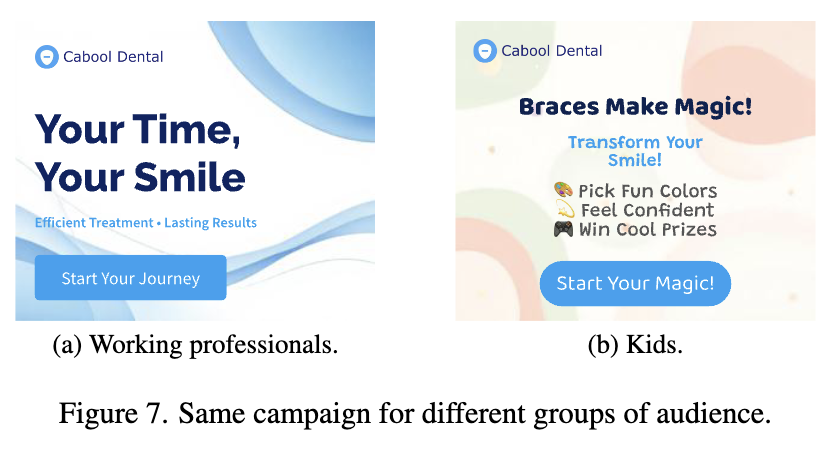 Cabool Dental
Your Time,
Your Smile
Efficient Treatment • Lasting Results
Start Your Journey
(a) Working professionals.
Cabool Dental
Braces Make Magic!
Transform Your
Smile!
🎨 Pick Fun Colors
💫 Feel Confident
🎮 Win Cool Prizes
Start Your Magic!
(b) Kids.
Figure 7. Same campaign for different groups of audience.